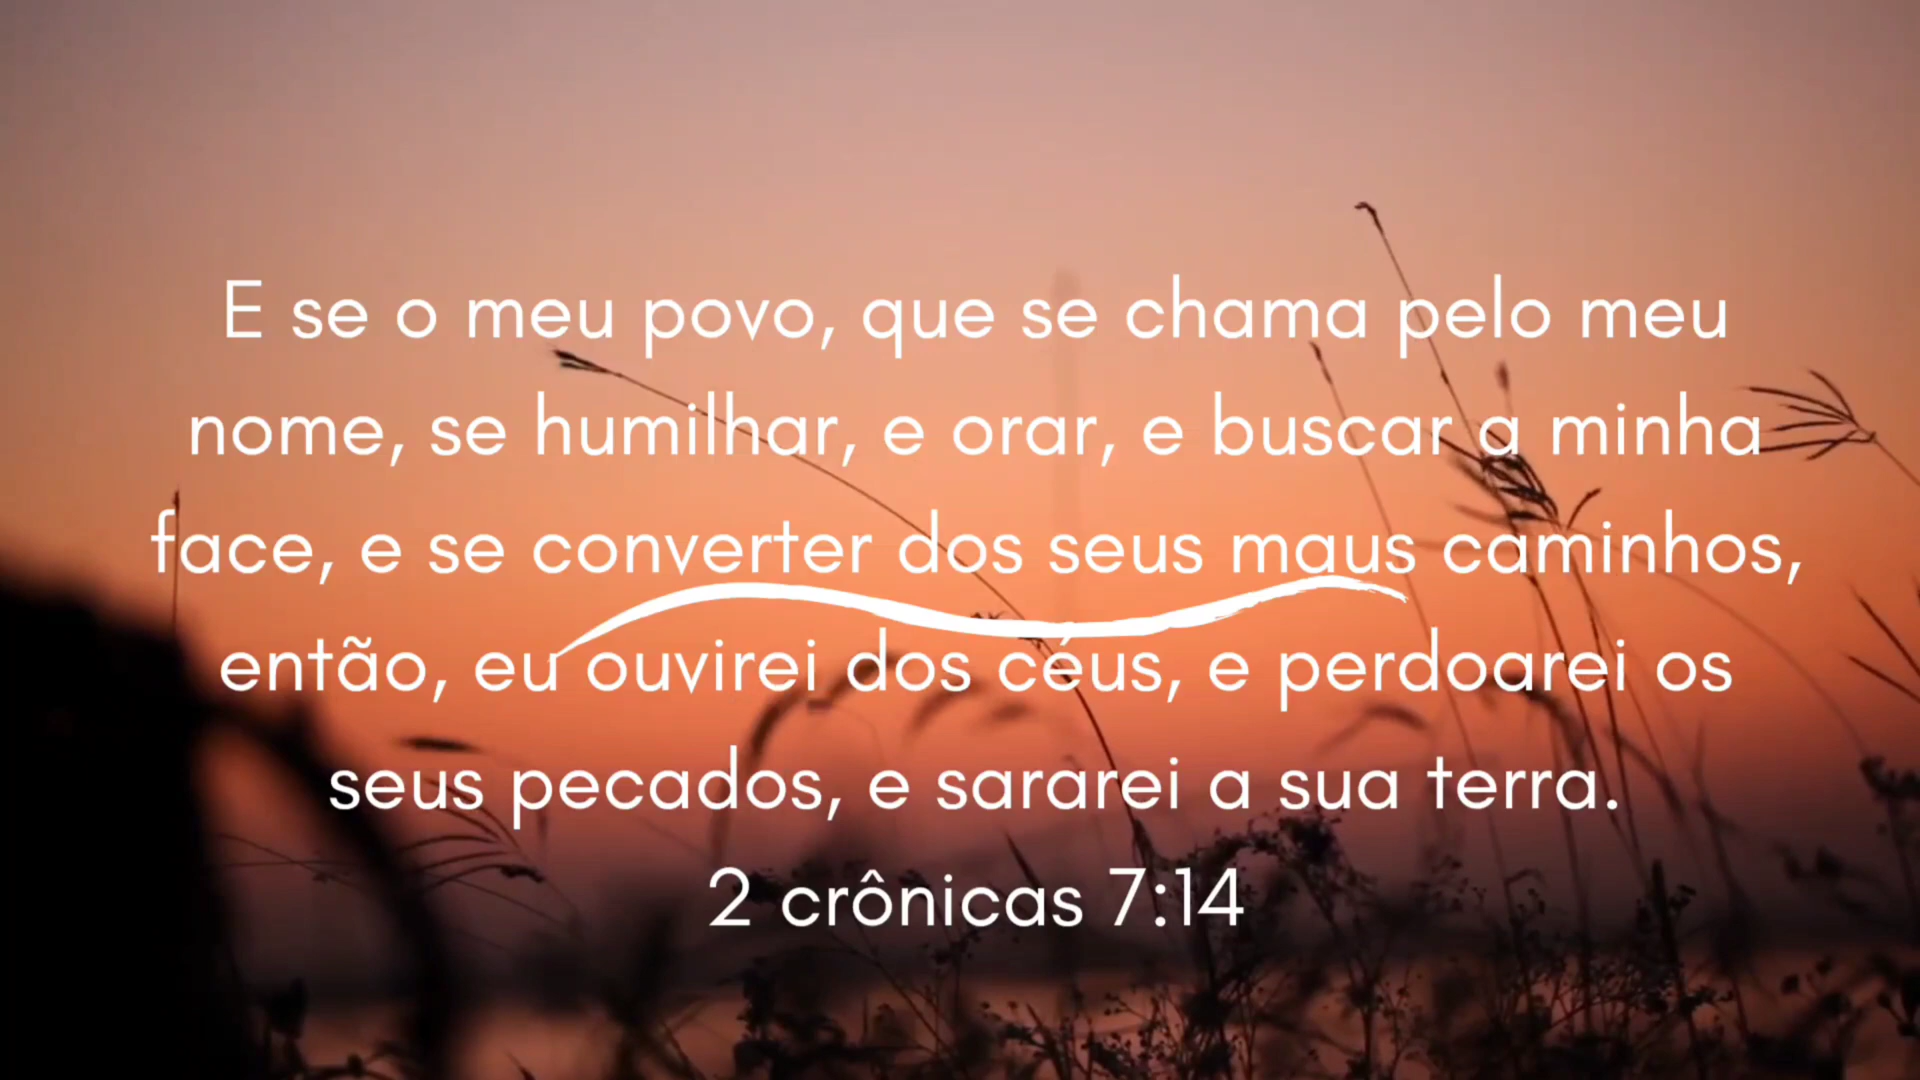 E se o meu povo, que se chama pelo meu
nome, se humilhar, e orar, e buscar a minha
face, e se converter dos seus maus caminhos,
então, eu ouvirei dos céus, e perdoarei os
seus pecados, e sararei a sua terra.
2 crônicas 7:14